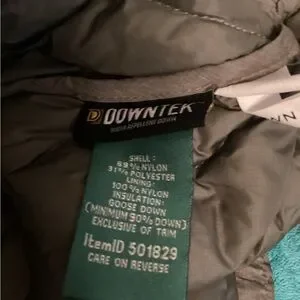 DOWNTEK
WATER REPELLENT DOWN
SHELL:
69% NYLON
31% POLYESTER
LINING:
100% NYLON
INSULATION:
GOOSE DOWN
(MINIMUM 90% DOWN)
EXCLUSIVE OF TRIM
ItemID 501829
CARE ON REVERSE